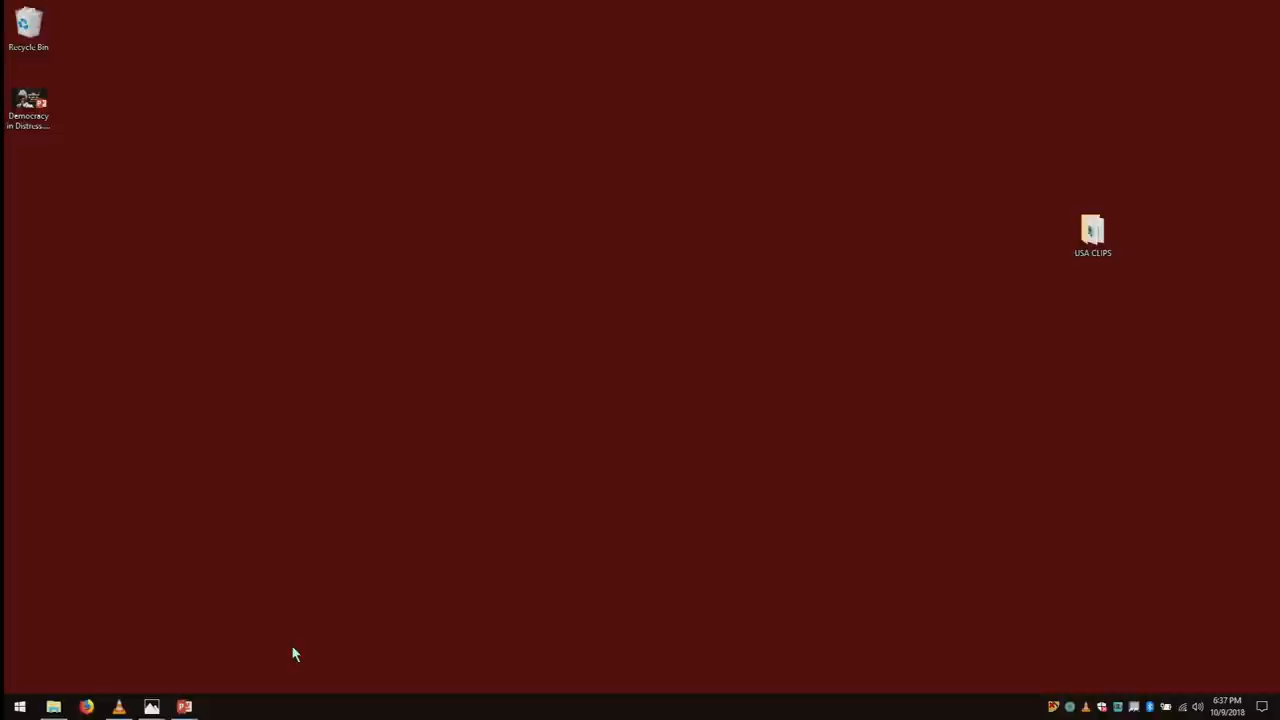 Recycle Bin
Democracy
in Distress....
USA CLIPS
6:37 PM
10/9/2018